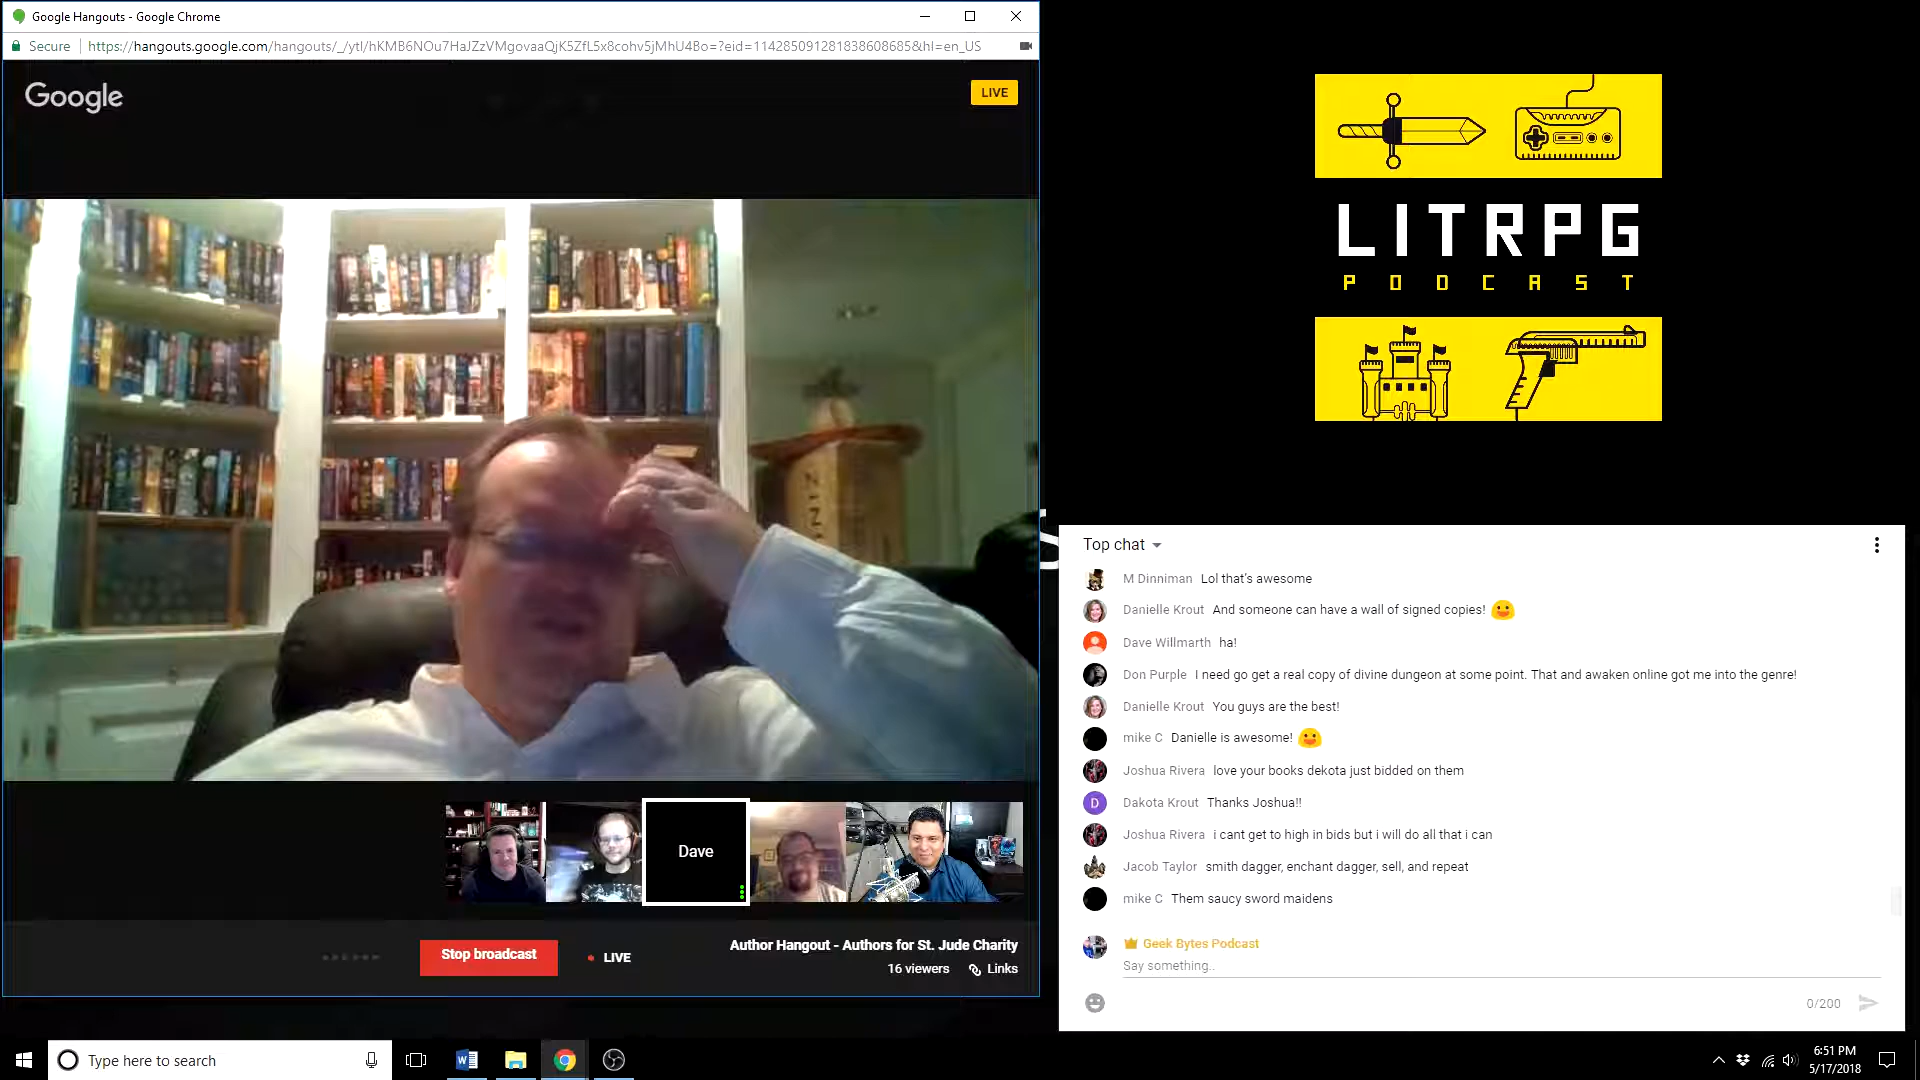 Google Hangouts - Google Chrome
Secure https://hangouts.google.com/hangouts/_/ytl/hKMB6NOu7HaJZzVMgovaaQjK5ZfL5x8cohv5jMhU4Bo=?eid=114285091281838608685&hl=en_US
Google
LIVE
Dave
Stop broadcast
LIVE
Author Hangout - Authors for St. Jude Charity
16 viewers Links
LITRPG
PODCAST
Top chat
M Dinniman Lol that's awesome
Danielle Krout And someone can have a wall of signed copies!
Dave Willmarth ha!
Don Purple I need go get a real copy of divine dungeon at some point. That and awaken online got me into the genre!
Danielle Krout You guys are the best!
mike C Danielle is awesome!
Joshua Rivera love your books dekota just bidded on them
D
Dakota Krout Thanks Joshua!!
Joshua Rivera i cant get to high in bids but i will do all that i can
Jacob Taylor smith dagger, enchant dagger, sell, and repeat
mike C Them saucy sword maidens
Geek Bytes Podcast
Say something..
0/200
Type here to search
6:51 PM
5/17/2018